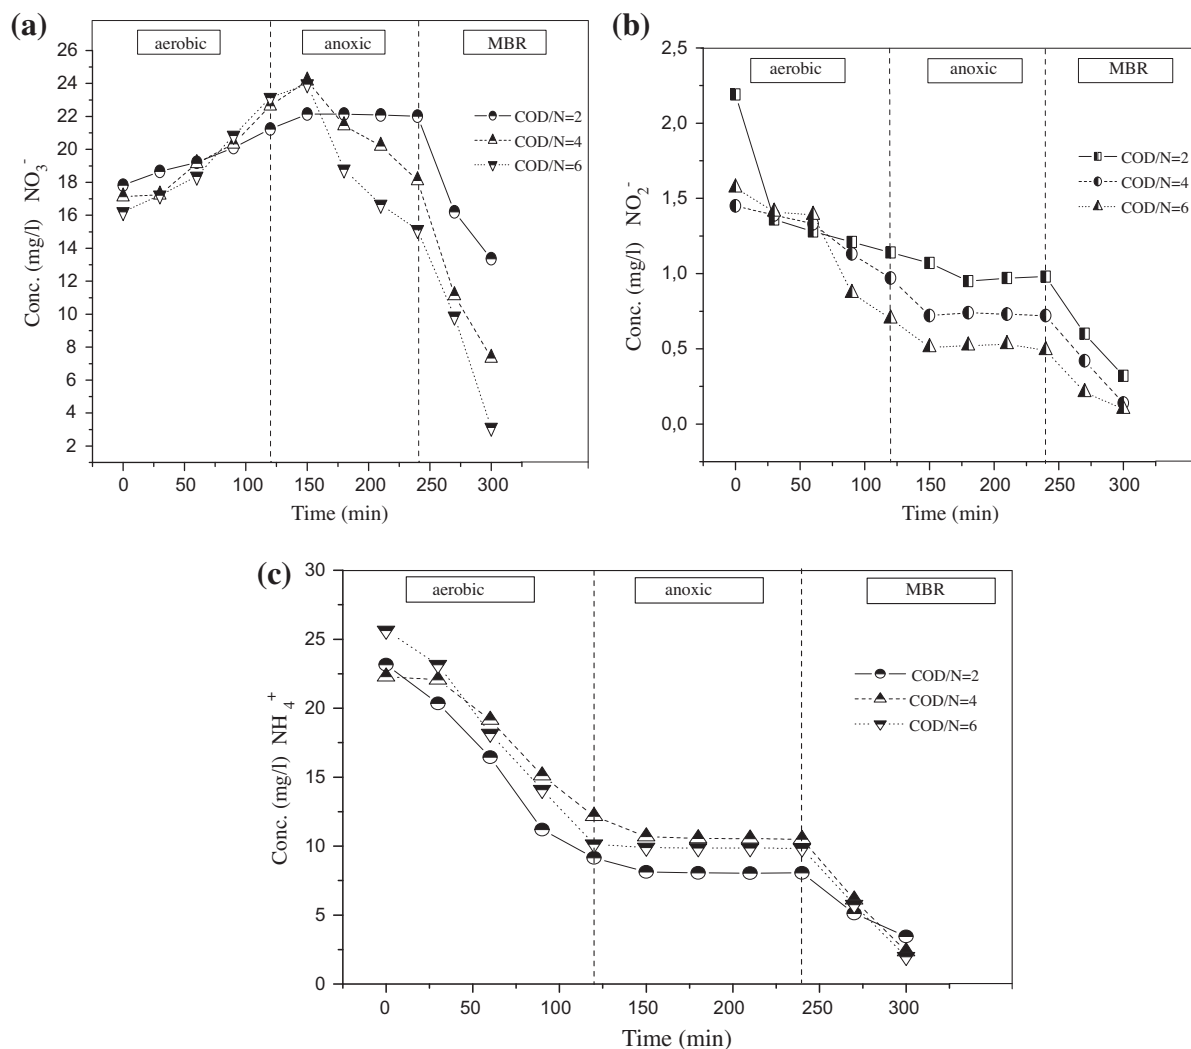 (a)
aerobic
anoxic
MBR
26
24
22
20
18
16
14
12
10
8
6
4
2
COD/N=2
COD/N=4
COD/N=6
Conc. (mg/l) NO3-
0
50
100
150
200
250
300
Time (min)
(b)
aerobic
anoxic
MBR
2,5
2,0
1,5
1,0
0,5
0,0
COD/N=2
COD/N=4
COD/N=6
Conc. (mg/l) NO2-
0
50
100
150
200
250
300
Time (min)
(c)
aerobic
anoxic
MBR
30
25
20
15
10
5
0
COD/N=2
COD/N=4
COD/N=6
Conc. (mg/l) NH4+
0
50
100
150
200
250
300
Time (min)